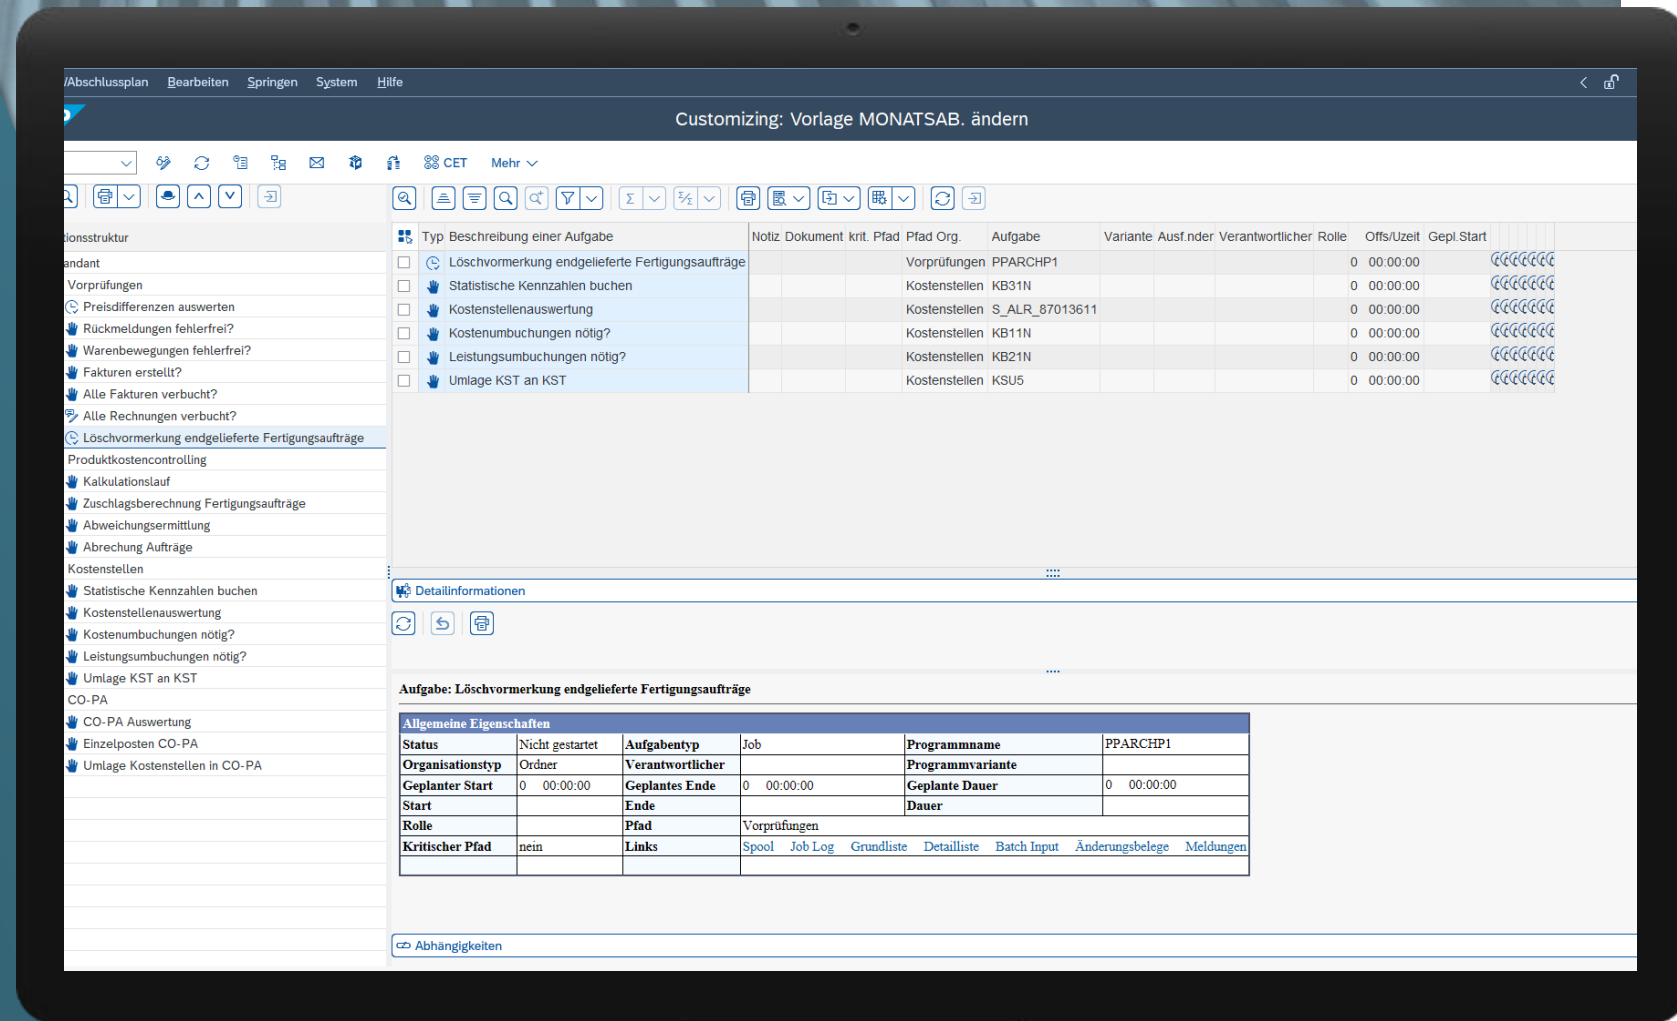 /Abschlussplan Bearbeiten Springen System Hilfe
Customizing: Vorlage MONATSAB. ändern
CET Mehr
tionsstruktur
andant
Vorprüfungen
Preisdifferenzen auswerten
Rückmeldungen fehlerfrei?
Warenbewegungen fehlerfrei?
Fakturen erstellt?
Alle Fakturen verbucht?
Alle Rechnungen verbucht?
Löschvormerkung endgelieferte Fertigungsaufträge
Produktkostencontrolling
Kalkulationslauf
Zuschlagsberechnung Fertigungsaufträge
Abweichungsermittlung
Abrechung Aufträge
Kostenstellen
Statistische Kennzahlen buchen
Kostenstellenauswertung
Kostenumbuchungen nötig?
Leistungsumbuchungen nötig?
Umlage KST an KST
CO-PA
CO-PA Auswertung
Einzelposten CO-PA
Umlage Kostenstellen in CO-PA
Typ Beschreibung einer Aufgabe Notiz Dokument krit. Pfad Pfad Org. Aufgabe Variante Ausf.nder Verantwortlicher Rolle Offs/Uzeit Gepl.Start
Löschvormerkung endgelieferte Fertigungsaufträge Vorprüfungen PPARCHP1 0 00:00:00
Statistische Kennzahlen buchen Kostenstellen KB31N 0 00:00:00
Kostenstellenauswertung Kostenstellen S_ALR_87013611 0 00:00:00
Kostenumbuchungen nötig? Kostenstellen KB11N 0 00:00:00
Leistungsumbuchungen nötig? Kostenstellen KB21N 0 00:00:00
Umlage KST an KST Kostenstellen KSU5 0 00:00:00
Detailinformationen
Aufgabe: Löschvormerkung endgelieferte Fertigungsaufträge
Allgemeine Eigenschaften
Status Nicht gestartet Aufgabentyp Job Programmname PPARCHP1
Organisationstyp Ordner Verantwortlicher Programmvariante
Geplanter Start 0 00:00:00 Geplantes Ende 0 00:00:00 Geplante Dauer 0 00:00:00
Start Ende Dauer
Rolle Pfad Vorprüfungen
Kritischer Pfad nein Links Spool Job Log Grundliste Detailliste Batch Input Änderungsbelege Meldungen
Abhängigkeiten